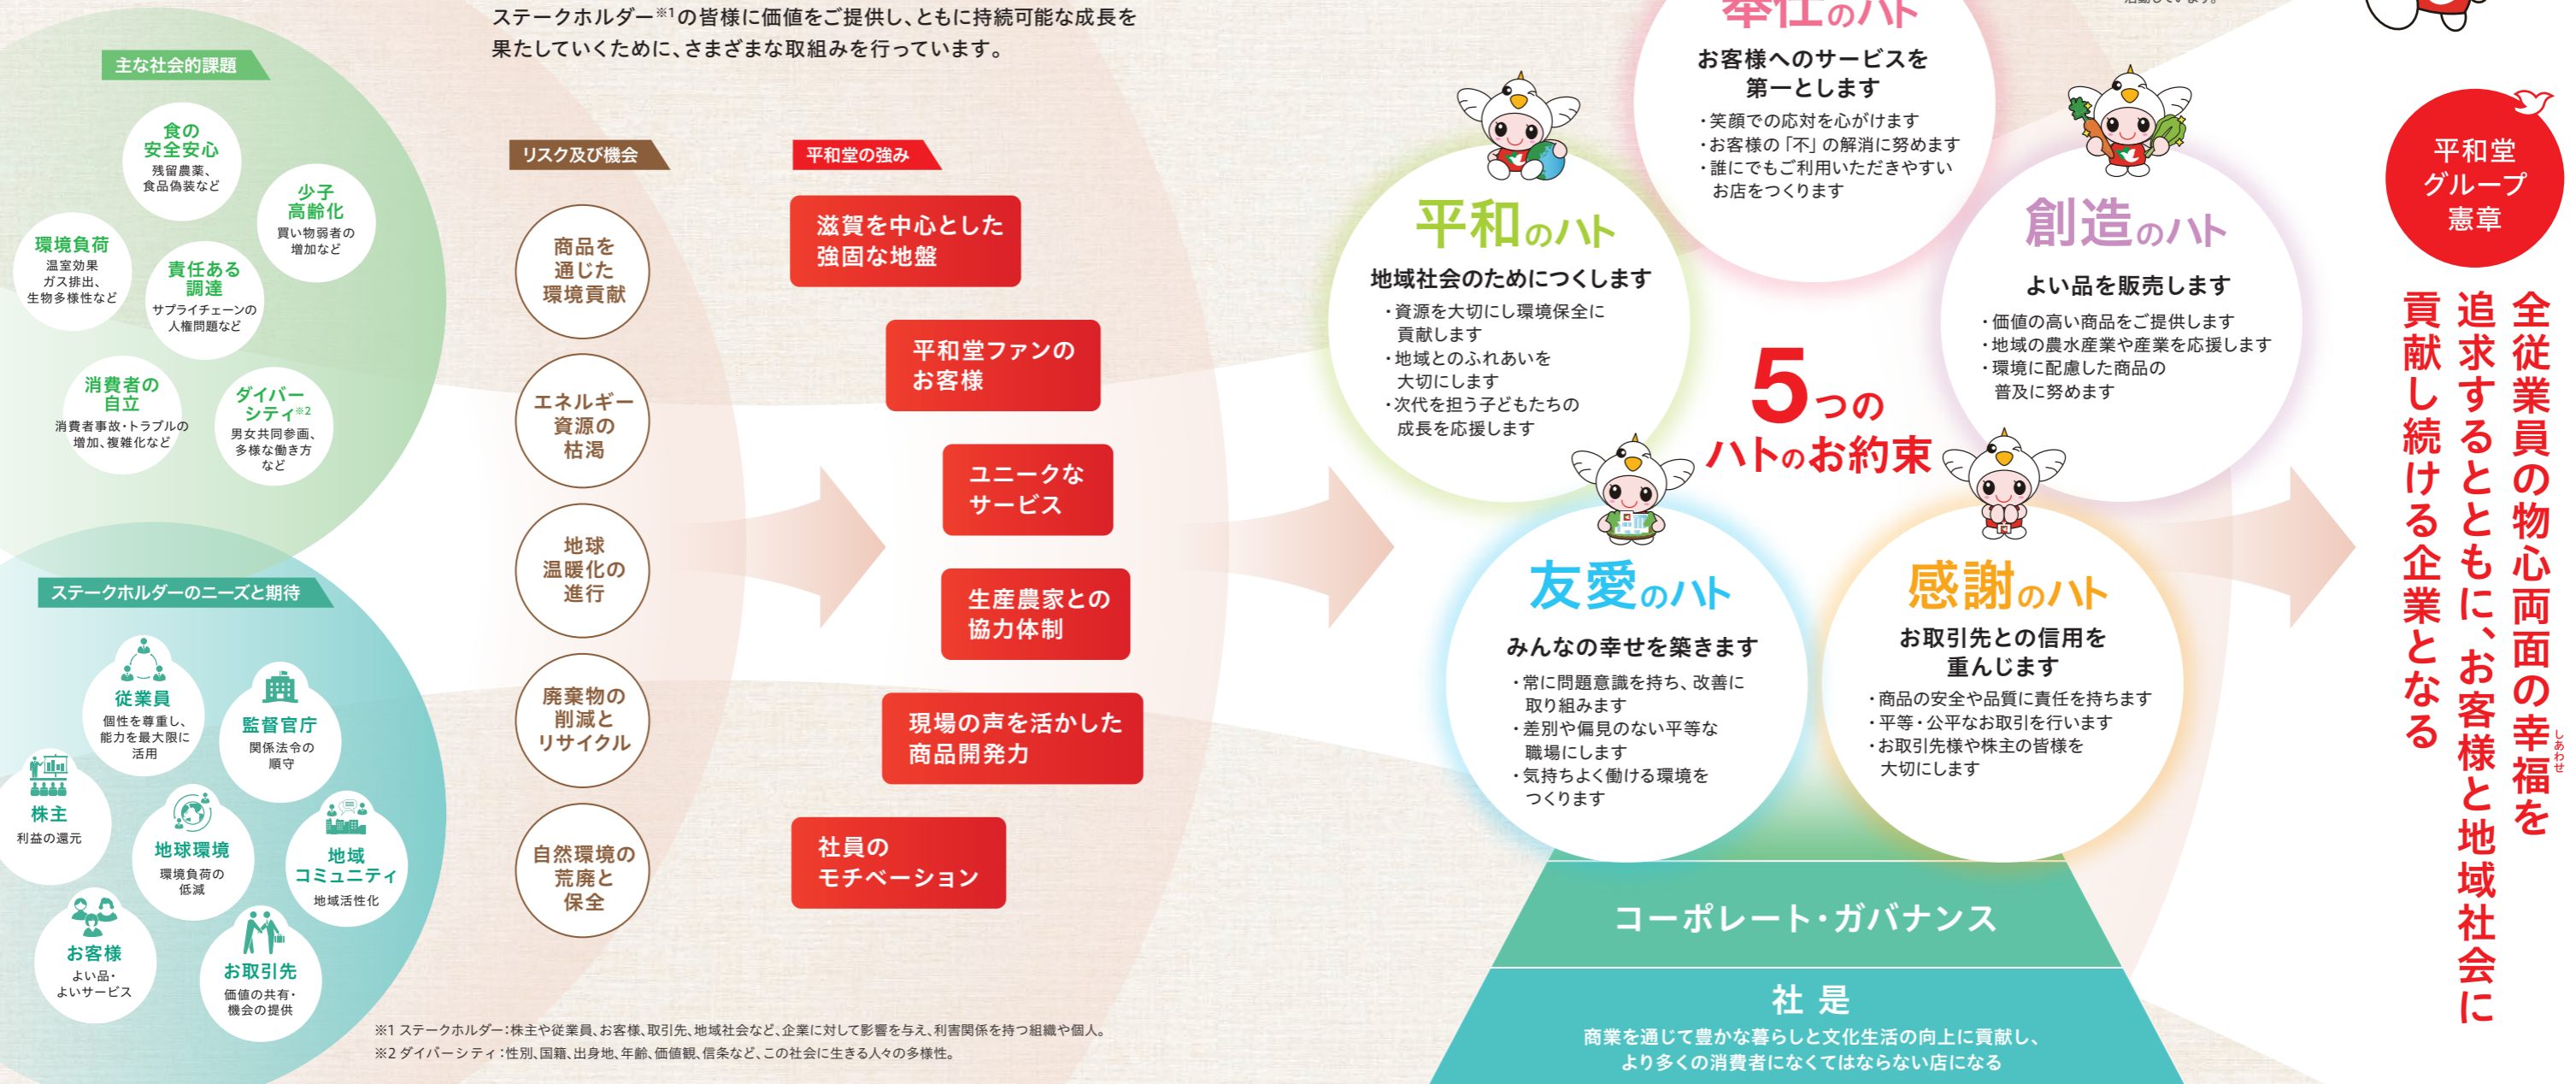 ステークホルダー※1の皆様に価値をご提供し、ともに持続可能な成長を
果たしていくために、さまざまな取組みを行っています。
主な社会的課題
食の
安全安心
残留農薬、
食品偽装など
少子
高齢化
買い物弱者の
増加など
環境負荷
温室効果
ガス排出、
生物多様性など
責任ある
調達
サプライチェーンの
人権問題など
消費者の
自立
消費者事故・トラブルの
増加、複雑化など
ダイバー
シティ※2
男女共同参画、
多様な働き方
など
ステークホルダーのニーズと期待
従業員
個性を尊重し、
能力を最大限に
活用
監督官庁
関係法令の
順守
株主
利益の還元
地球環境
環境負荷の
低減
地域
コミュニティ
地域活性化
お客様
よい品・
よいサービス
お取引先
価値の共有・
機会の提供
リスク及び機会
商品を
通じた
環境貢献
エネルギー
資源の
枯渇
地球
温暖化の
進行
廃棄物の
削減と
リサイクル
自然環境の
荒廃と
保全
平和堂の強み
滋賀を中心とした
強固な地盤
平和堂ファンの
お客様
ユニークな
サービス
生産農家との
協力体制
現場の声を活かした
商品開発力
社員の
モチベーション
奉仕のハト
お客様へのサービスを
第一とします
・笑顔での応対を心がけます
・お客様の「不」の解消に努めます
・誰にでもご利用いただきやすい
お店をつくります
平和のハト
地域社会のためにつくします
・資源を大切にし環境保全に
貢献します
・地域とのふれあいを
大切にします
・次代を担う子どもたちの
成長を応援します
創造のハト
よい品を販売します
・価値の高い商品をご提供します
・地域の農水産業や産業を応援します
・環境に配慮した商品の
普及に努めます
5つの
ハトのお約束
友愛のハト
みんなの幸せを築きます
・常に問題意識を持ち、改善に
取り組みます
・差別や偏見のない平等な
職場にします
・気持ちよく働ける環境を
つくります
感謝のハト
お取引先との信用を
重んじます
・商品の安全や品質に責任を持ちます
・平等・公平なお取引を行います
・お取引先様や株主の皆様を
大切にします
コーポレート・ガバナンス
社是
商業を通じて豊かな暮らしと文化生活の向上に貢献し、
より多くの消費者になくてはならない店になる
活動しています。
平和堂
グループ
憲章
全従業員の物心両面の幸福を
しあわせ
追求するとともに、お客様と地域社会に
貢献し続ける企業となる
※1 ステークホルダー：株主や従業員、お客様、取引先、地域社会など、企業に対して影響を与え、利害関係を持つ組織や個人。
※2 ダイバーシティ：性別、国籍、出身地、年齢、価値観、信条など、この社会に生きる人々の多様性。